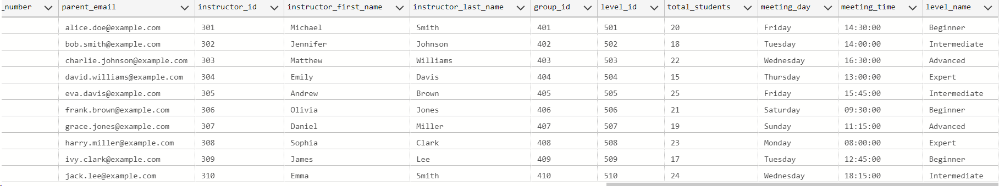 _number parent_email instructor_id instructor_first_name instructor_last_name group_id level_id total_students meeting_day meeting_time level_name
alice.doe@example.com 301 Michael Smith 401 501 20 Friday 14:30:00 Beginner
bob.smith@example.com 302 Jennifer Johnson 402 502 18 Tuesday 14:00:00 Intermediate
charlie.johnson@example.com 303 Matthew Williams 403 503 22 Wednesday 16:30:00 Advanced
david.williams@example.com 304 Emily Davis 404 504 15 Thursday 13:00:00 Expert
eva.davis@example.com 305 Andrew Brown 405 505 25 Friday 15:45:00 Intermediate
frank.brown@example.com 306 Olivia Jones 406 506 21 Saturday 09:30:00 Beginner
grace.jones@example.com 307 Daniel Miller 407 507 19 Sunday 11:15:00 Advanced
harry.miller@example.com 308 Sophia Clark 408 508 23 Monday 08:00:00 Expert
ivy.clark@example.com 309 James Lee 409 509 17 Tuesday 12:45:00 Beginner
jack.lee@example.com 310 Emma Smith 410 510 24 Wednesday 18:15:00 Intermediate